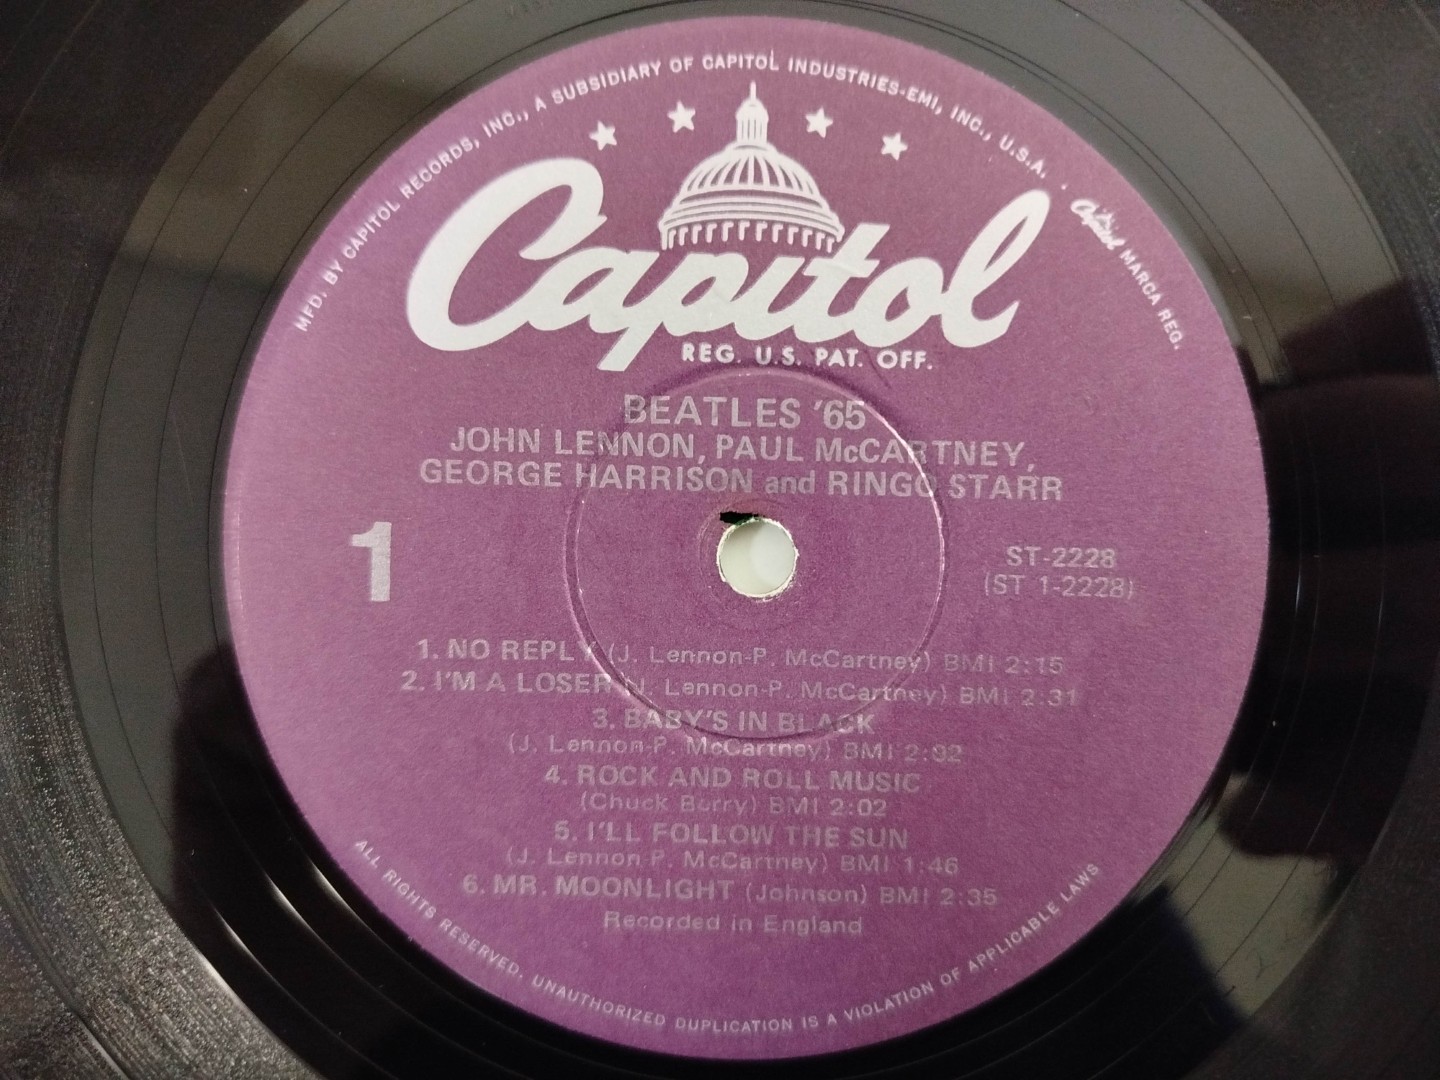 MFD. BY CAPITOL RECORDS, INC., A SUBSIDIARY OF CAPITOL INDUSTRIES-EMI, INC., U.S.A. . Capitol MARCA REG.
Capitol
REG. U.S. PAT. OFF.
BEATLES '65
JOHN LENNON, PAUL McCARTNEY,
GEORGE HARRISON and RINGO STARR
1
ST-2228
(ST 1-2228)
1. NO REPLY (J. Lennon-P. McCartney) BMI 2:15
2. I'M A LOSER (J. Lennon-P. McCartney) BMI 2:31
3. BABY'S IN BLACK
(J. Lennon-P. McCartney) BMI 2:02
4. ROCK AND ROLL MUSIC
(Chuck Berry) BMI 2:02
5. I'LL FOLLOW THE SUN
(J. Lennon-P. McCartney) BMI 1:46
6. MR. MOONLIGHT (Johnson) BMI 2:35
Recorded in England
ALL RIGHTS RESERVED. UNAUTHORIZED DUPLICATION IS A VIOLATION OF APPLICABLE LAWS